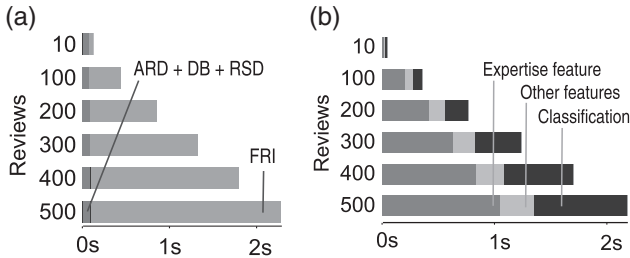 (a)
Reviews
10
100
200
300
400
500
ARD + DB + RSD
FRI
0s 1s 2s
(b)
Reviews
10
100
200
300
400
500
Expertise feature
Other features
Classification
0s 1s 2s